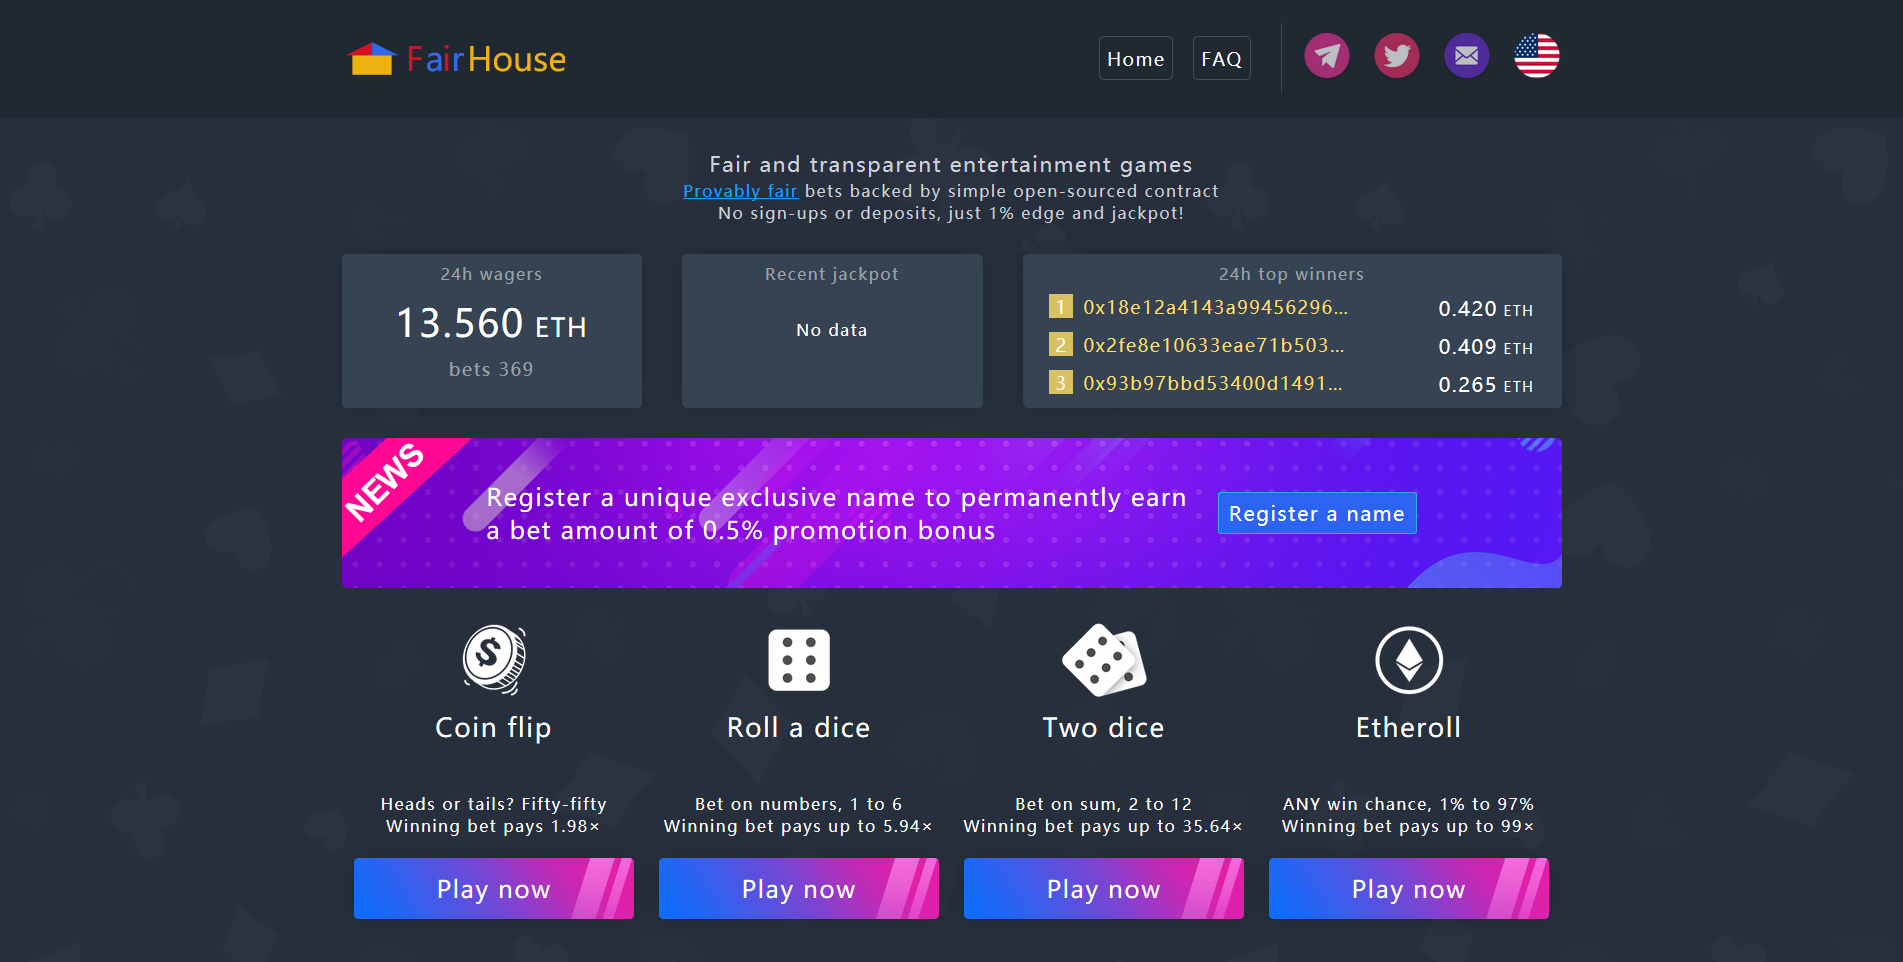 FairHouse
Home
FAQ
Fair and transparent entertainment games
Provably fair bets backed by simple open-sourced contract
No sign-ups or deposits, just 1% edge and jackpot!
24h wagers
13.560 ETH
bets 369
Recent jackpot
No data
24h top winners
1 0x18e12a4143a99456296... 0.420 ETH
2 0x2fe8e10633eae71b503... 0.409 ETH
3 0x93b97bbd53400d1491... 0.265 ETH
NEWS
Register a unique exclusive name to permanently earn
a bet amount of 0.5% promotion bonus
Register a name
Coin flip
Heads or tails? Fifty-fifty
Winning bet pays 1.98×
Play now
Roll a dice
Bet on numbers, 1 to 6
Winning bet pays up to 5.94×
Play now
Two dice
Bet on sum, 2 to 12
Winning bet pays up to 35.64×
Play now
Etheroll
ANY win chance, 1% to 97%
Winning bet pays up to 99×
Play now